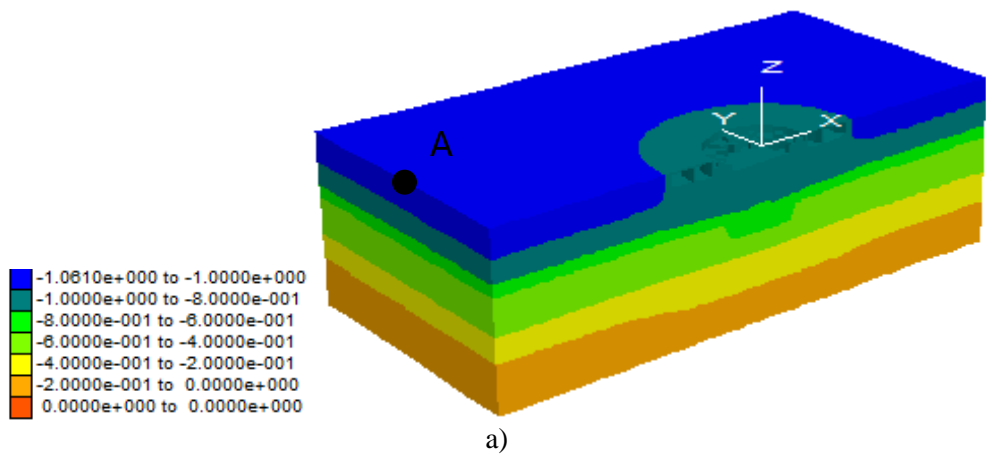 Z
A
Y
X
-1.0610e+000 to -1.0000e+000
-1.0000e+000 to -8.0000e-001
-8.0000e-001 to -6.0000e-001
-6.0000e-001 to -4.0000e-001
-4.0000e-001 to -2.0000e-001
-2.0000e-001 to 0.0000e+000
0.0000e+000 to 0.0000e+000
a)